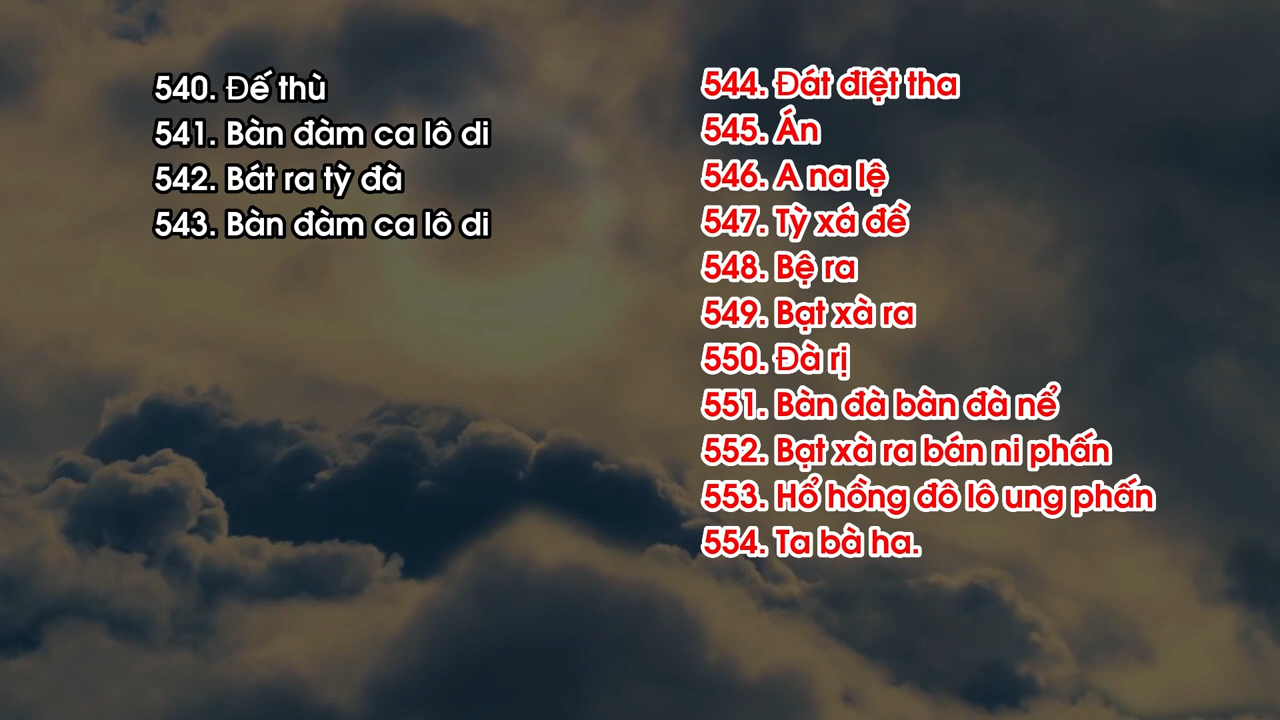 540. Đế thù
541. Bàn đàm ca lô di
542. Bát ra tỳ đà
543. Bàn đàm ca lô di
544. Đát điệt tha
545. Án
546. A na lệ
547. Tỳ xá đề
548. Bệ ra
549. Bạt xà ra
550. Đà rị
551. Bàn đà bàn đà nể
552. Bạt xà ra bán ni phấn
553. Hổ hồng đô lô ung phấn
554. Ta bà ha.